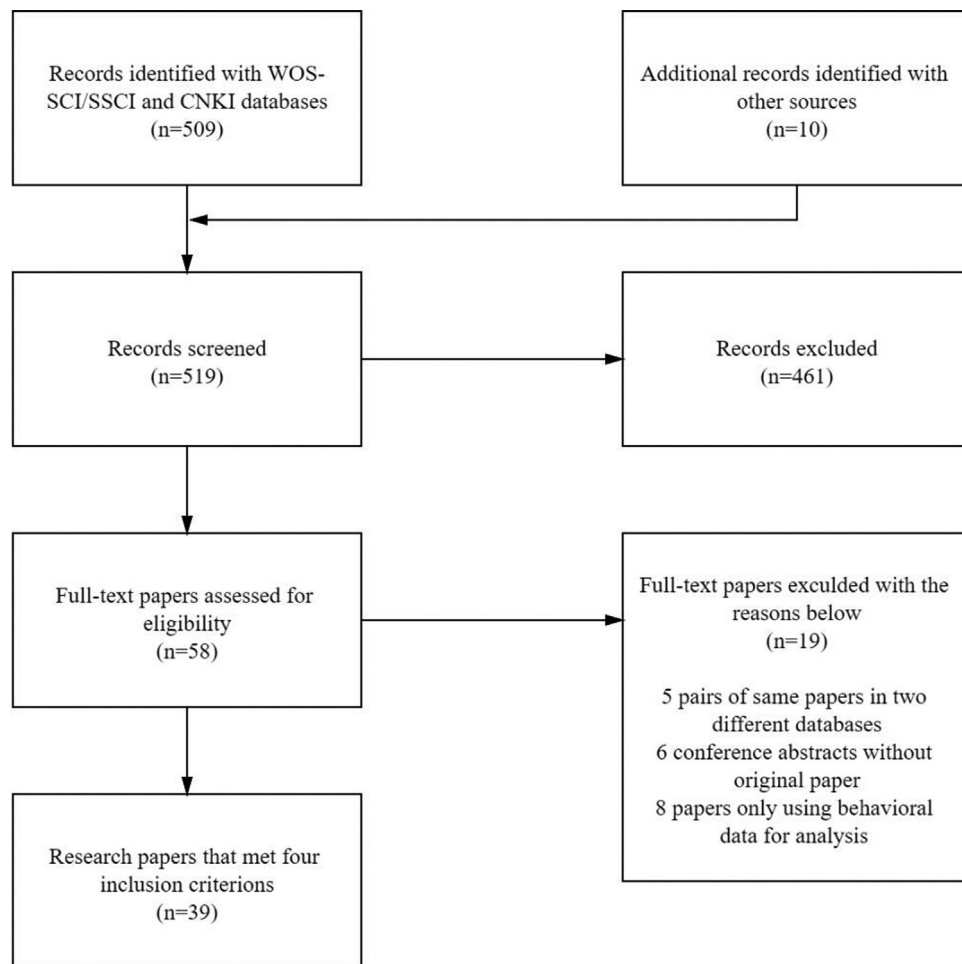 Records identified with WOS-
SCI/SSCI and CNKI databases
(n=509)
Additional records identified with
other sources
(n=10)
Records screened
(n=519)
Records excluded
(n=461)
Full-text papers assessed for
eligibility
(n=58)
Full-text papers exculded with the
reasons below
(n=19)
5 pairs of same papers in two
different databases
6 conference abstracts without
original paper
8 papers only using behavioral
data for analysis
Research papers that met four
inclusion criterions
(n=39)